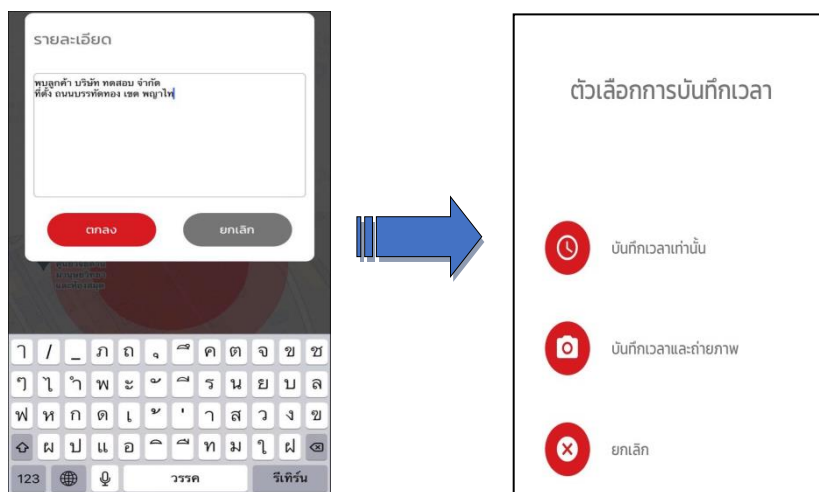 รายละเอียด
พบลูกค้า บริษัท ทดสอบ จำกัด
ที่ตั้ง ถนนบรรทัดทอง เขต พญาไท
ตกลง
ยกเลิก
ๅ / _ ภ ถ ุ ึ ค ต จ ข ช
ๆ ไ ำ พ ะ ั ี ร น ย บ ล
ฟ ห ก ด เ ้ ่ า ส ว ง ฃ
ผ ป แ อ ิ ื ท ม ใ ฝ
123
วรรค
รีเทิร์น
ตัวเลือกการบันทึกเวลา
บันทึกเวลาเท่านั้น
บันทึกเวลาและถ่ายภาพ
ยกเลิก